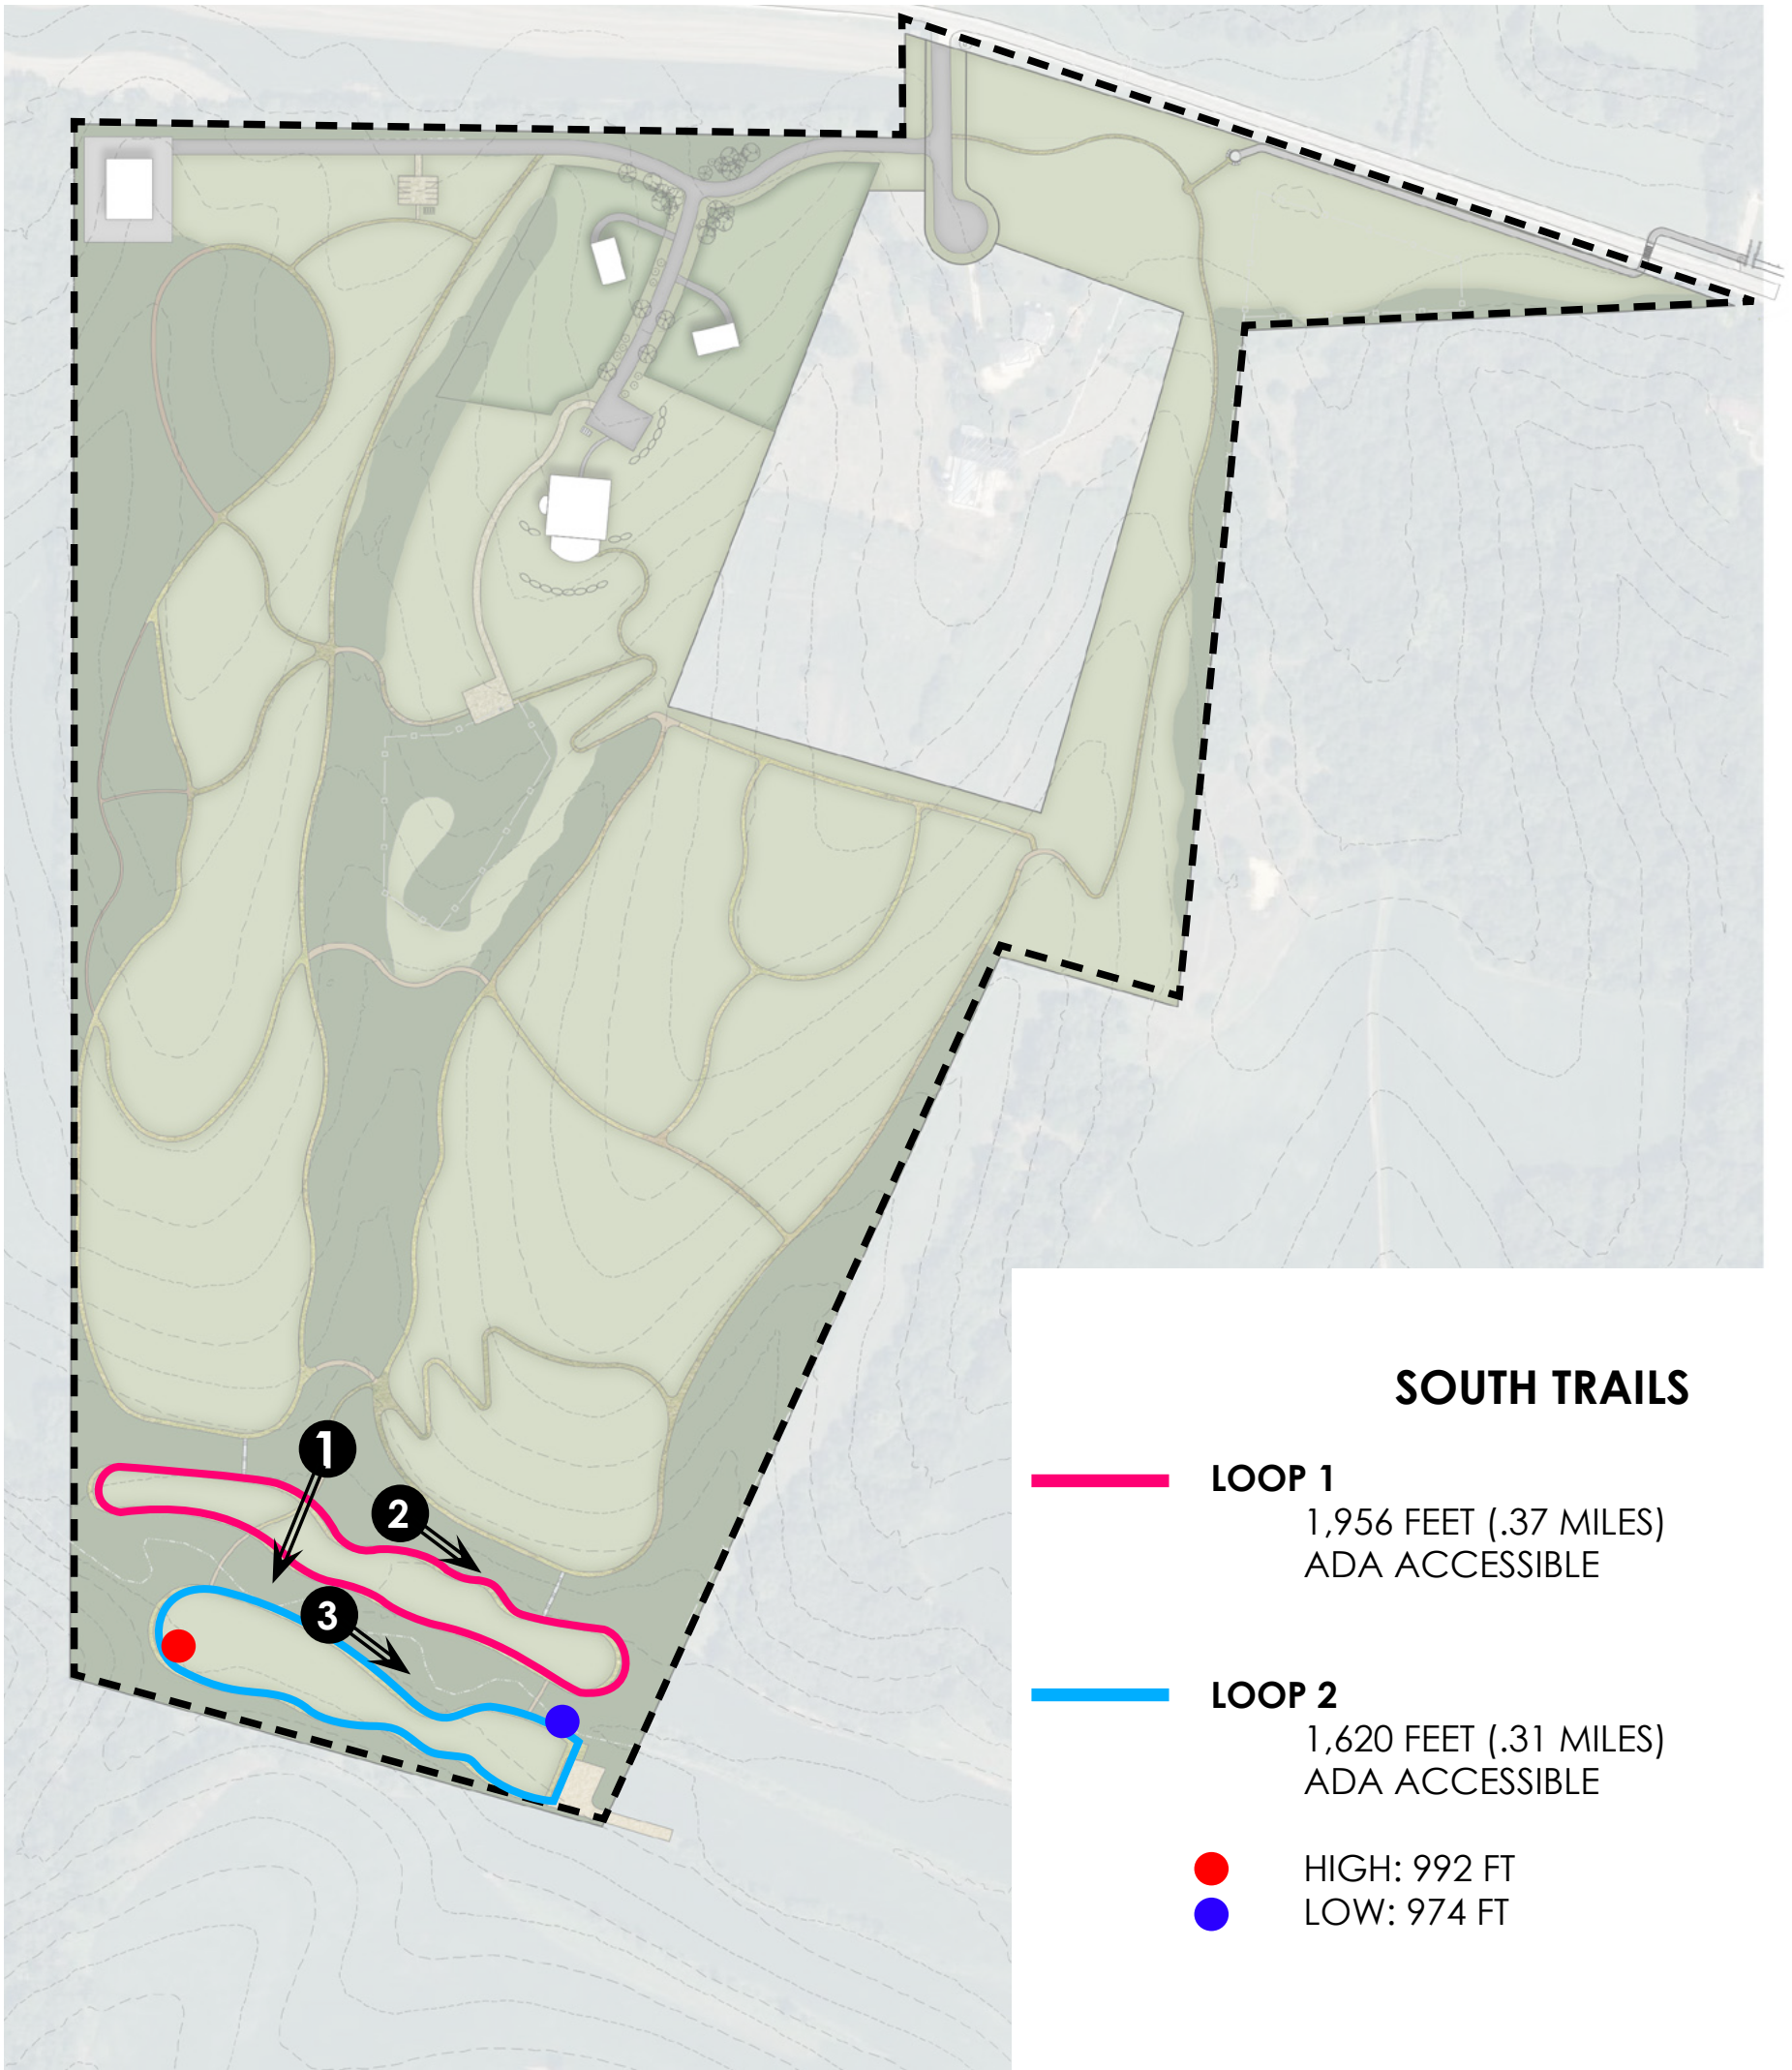 1
2
3
SOUTH TRAILS
LOOP 1
1,956 FEET (.37 MILES)
ADA ACCESSIBLE
LOOP 2
1,620 FEET (.31 MILES)
ADA ACCESSIBLE
HIGH: 992 FT
LOW: 974 FT